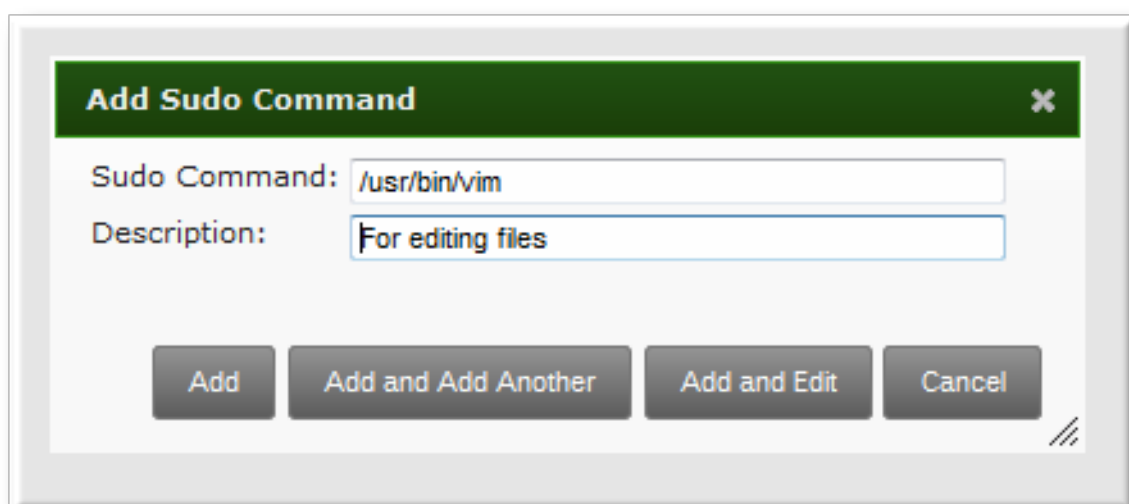 Add Sudo Command
Sudo Command: /usr/bin/vim
Description: For editing files
Add Add and Add Another Add and Edit Cancel